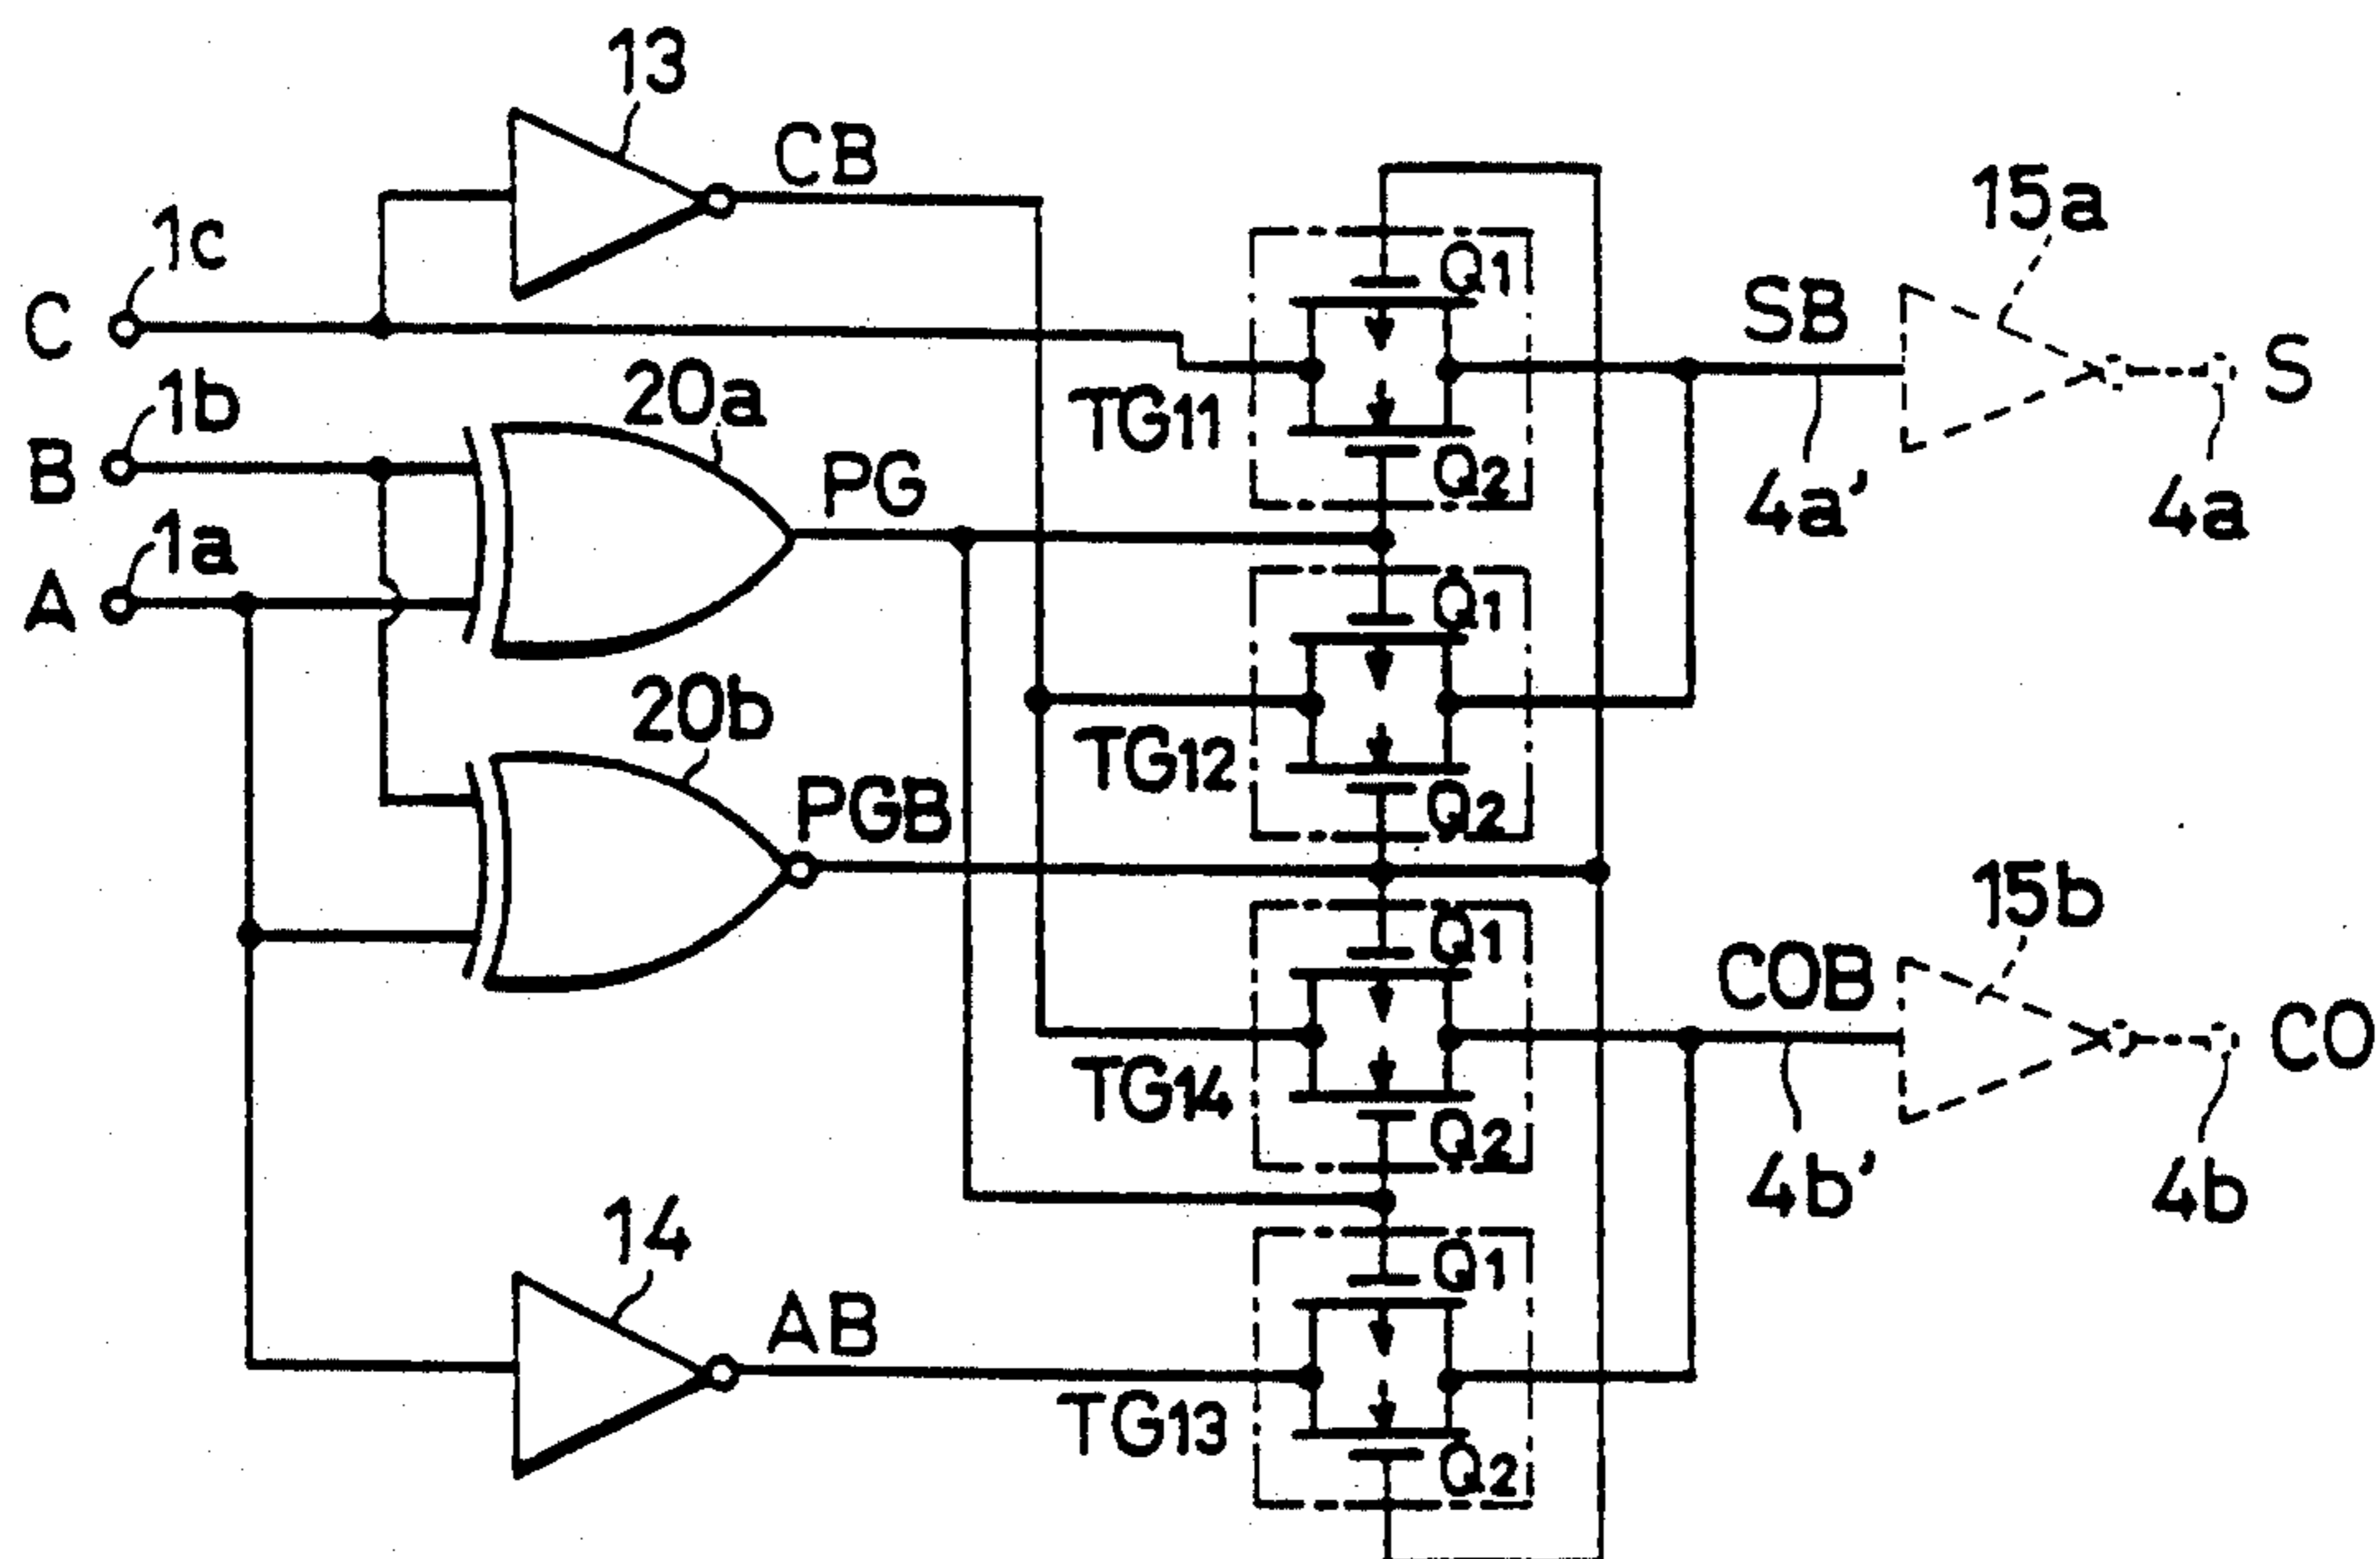 13
CB
1c
C
15a
Q1
SB
S
TG11
1b
20a
B
PG
Q2
4a'
4a
1a
A
Q1
20b
TG12
PGB
Q2
15b
Q1
COB
CO
TG14
Q2
4b'
4b
14
Q1
AB
TG13
Q2